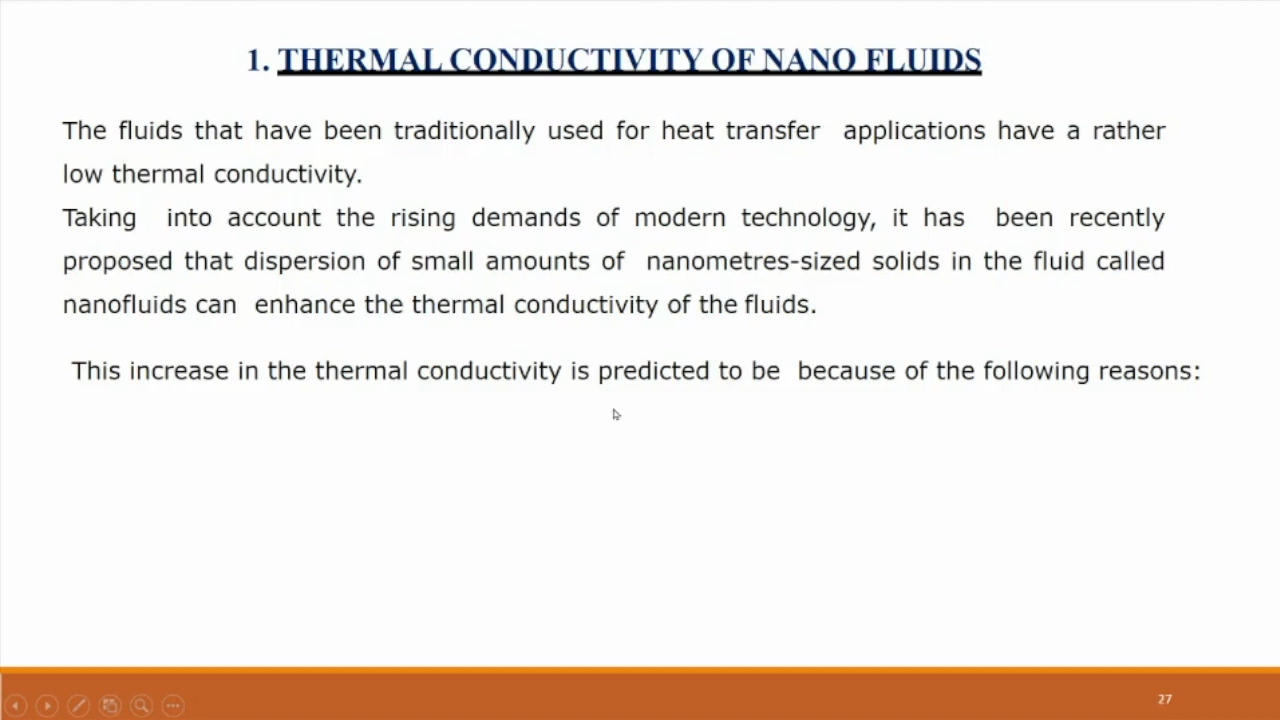 1. THERMAL CONDUCTIVITY OF NANO FLUIDS
The fluids that have been traditionally used for heat transfer applications have a rather
low thermal conductivity.
Taking into account the rising demands of modern technology, it has been recently
proposed that dispersion of small amounts of nanometres-sized solids in the fluid called
nanofluids can enhance the thermal conductivity of the fluids.
This increase in the thermal conductivity is predicted to be because of the following reasons:
27